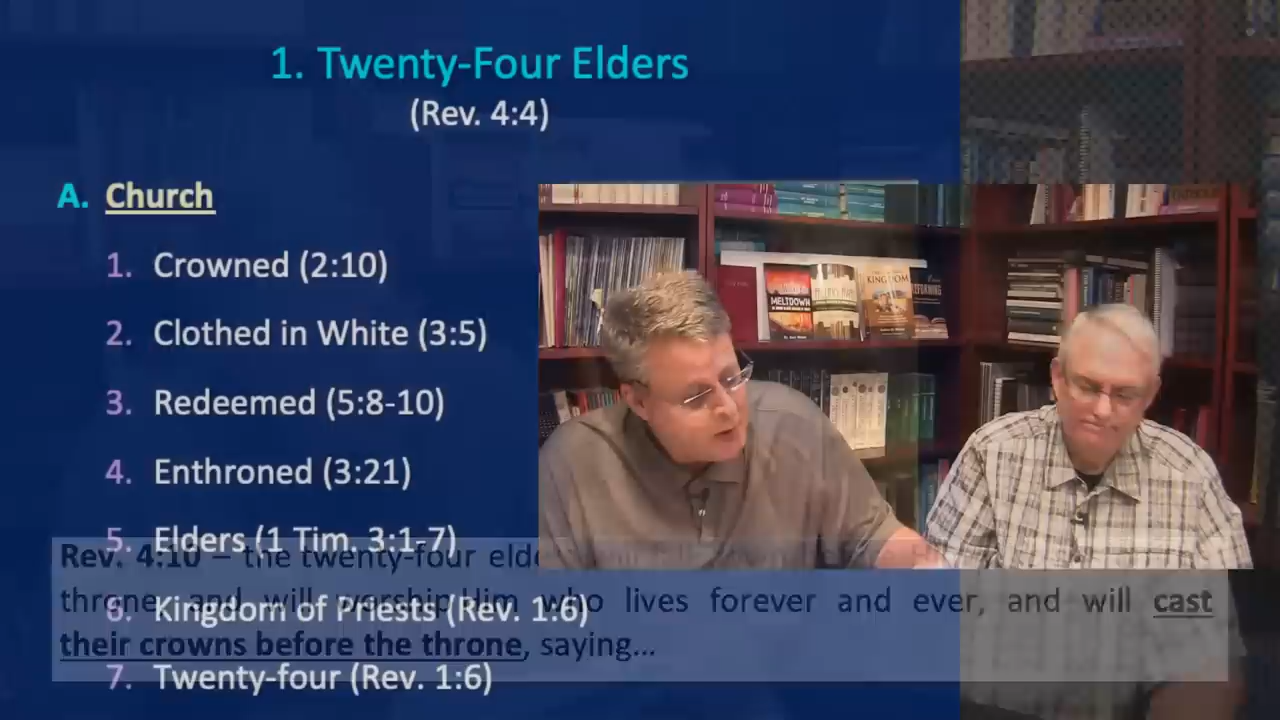 1. Twenty-Four Elders
(Rev. 4:4)
A. Church
1. Crowned (2:10)
2. Clothed in White (3:5)
3. Redeemed (5:8-10)
4. Enthroned (3:21)
5. Elders (1 Tim. 3:1-7)
6. Kingdom of Priests (Rev. 1:6)
7. Twenty-four (Rev. 1:6)
Rev. 4:10 – the twenty-four
throne, and will worship Him who lives forever and ever, and will cast
their crowns before the throne, saying...
MELTDOWN
KINGDOM